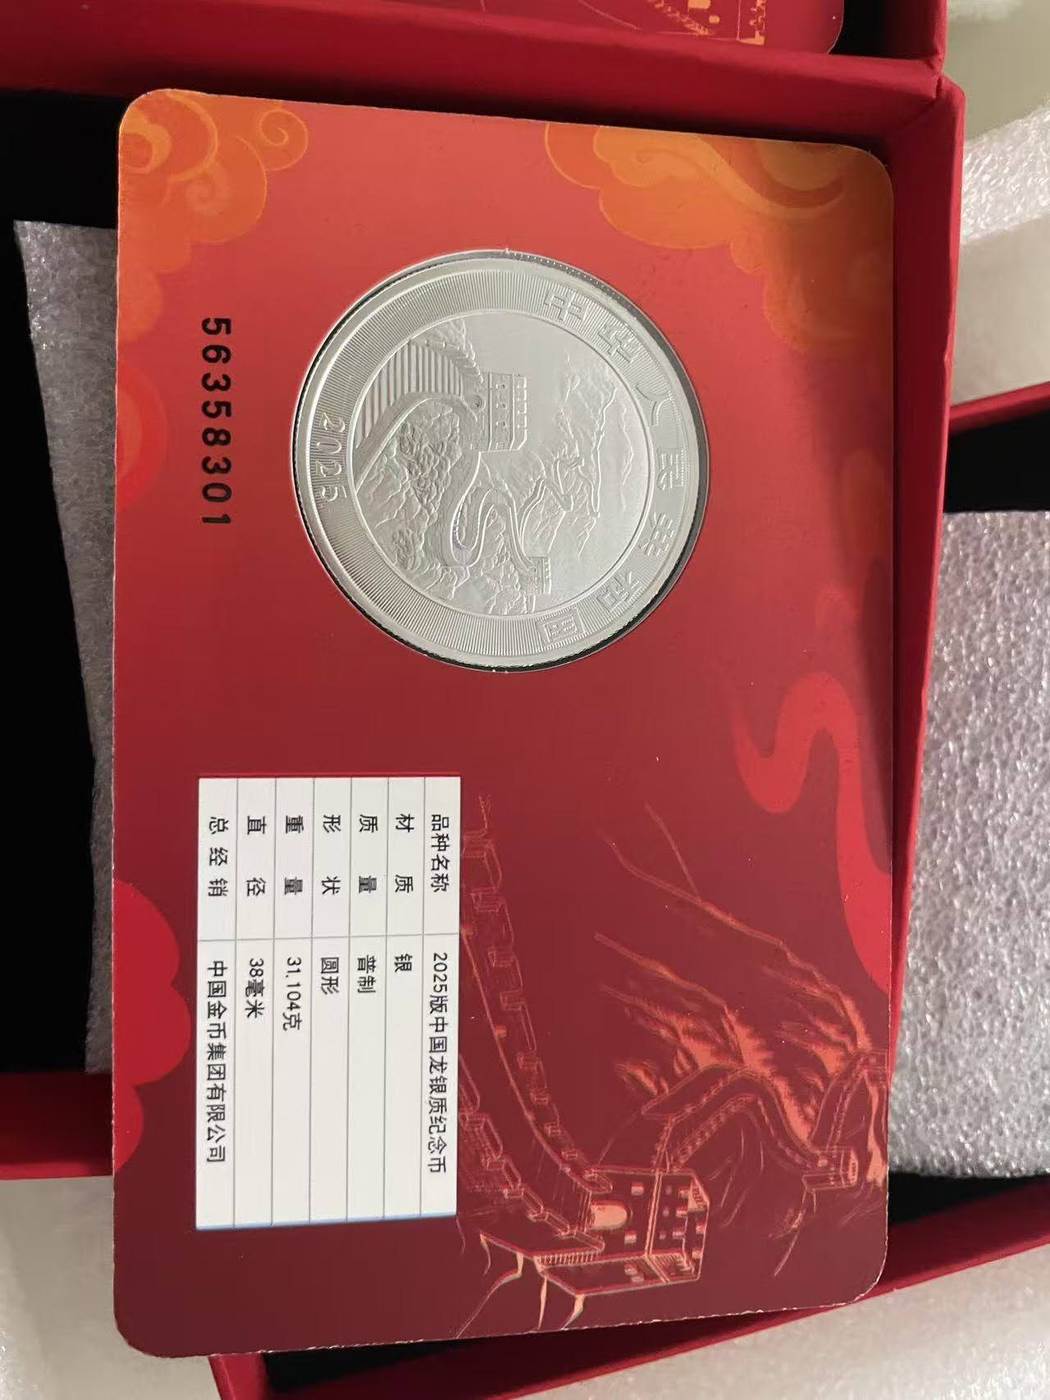 中华人民共和国
2025
56358301
品种名称 2025版中国龙银质纪念币
材质 银
质量 普制
形状 圆形
重量 31.104克
直径 38毫米
总经销 中国金币集团有限公司